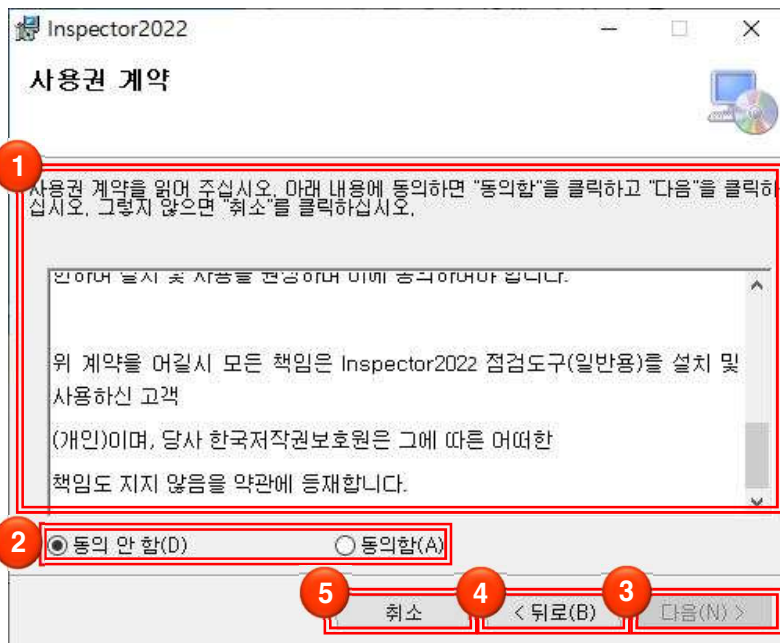 Inspector2022
사용권 계약
1
사용권 계약을 읽어 주십시오. 아래 내용에 동의하면 "동의함"을 클릭하고 "다음"을 클릭하
십시오. 그렇지 않으면 "취소"를 클릭하십시오.
위 계약을 어길시 모든 책임은 Inspector2022 점검도구(일반용)를 설치 및
사용하신 고객
(개인)이며, 당사 한국저작권보호원은 그에 따른 어떠한
책임도 지지 않음을 약관에 등재합니다.
2
동의 안 함(D) 동의함(A)
5 4 3
취소 < 뒤로(B) 다음(N) >